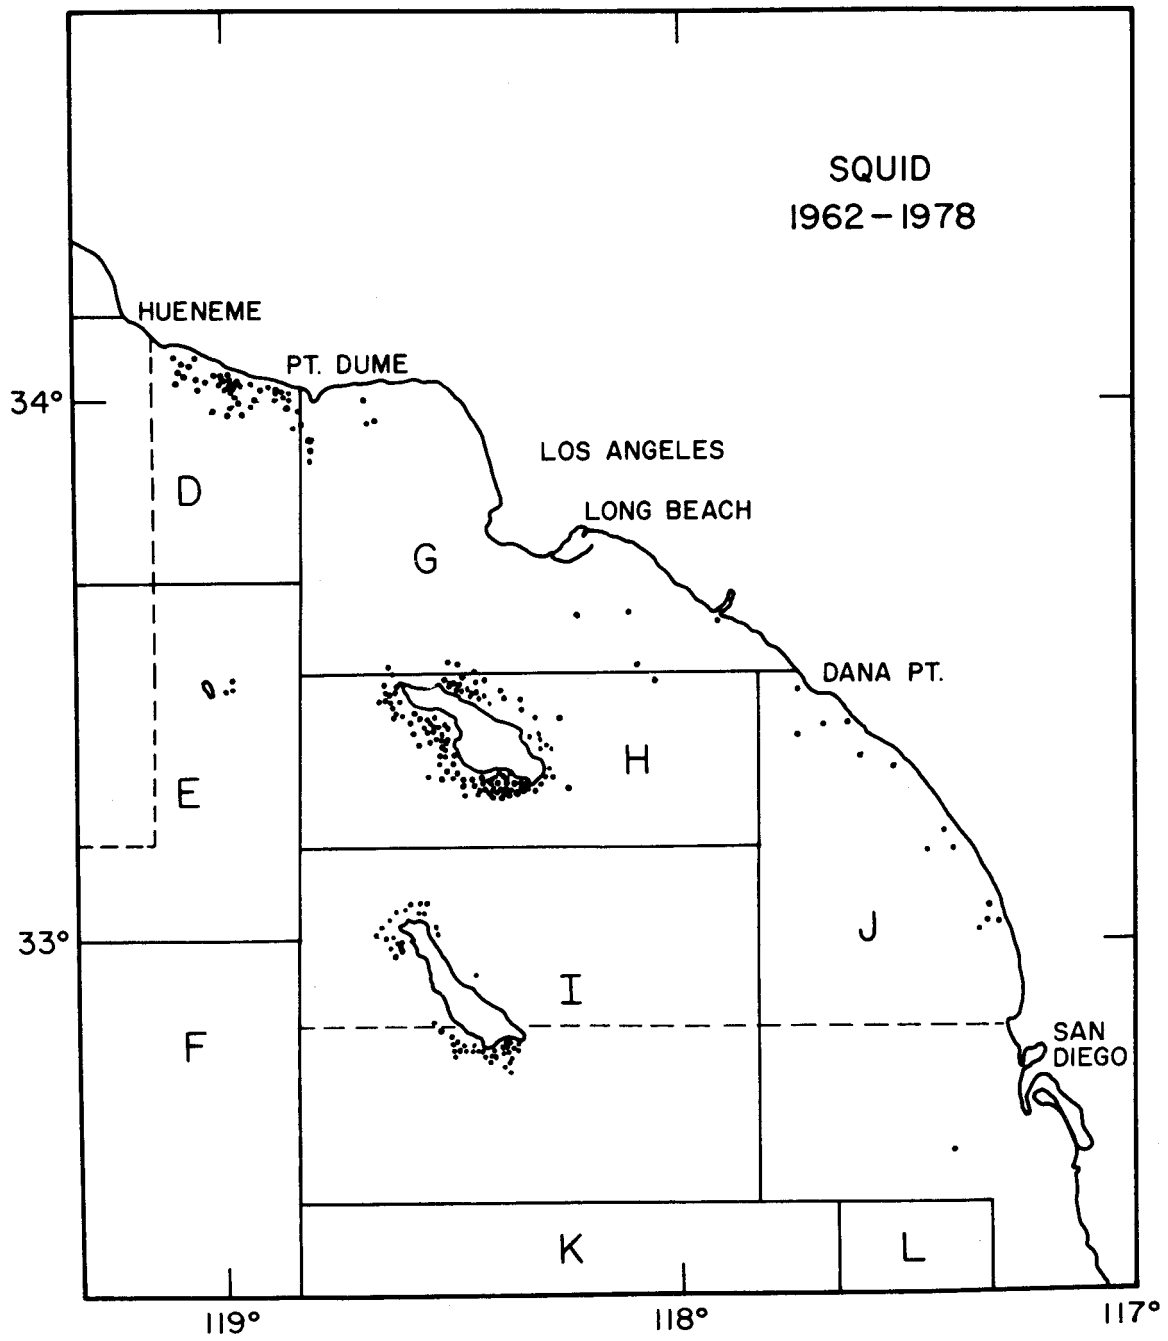 SQUID
1962-1978
HUENEME
PT. DUME
34°
LOS ANGELES
D
LONG BEACH
G
DANA PT.
H
E
33°
J
I
F
SAN
DIEGO
K
L
119°
118°
117°